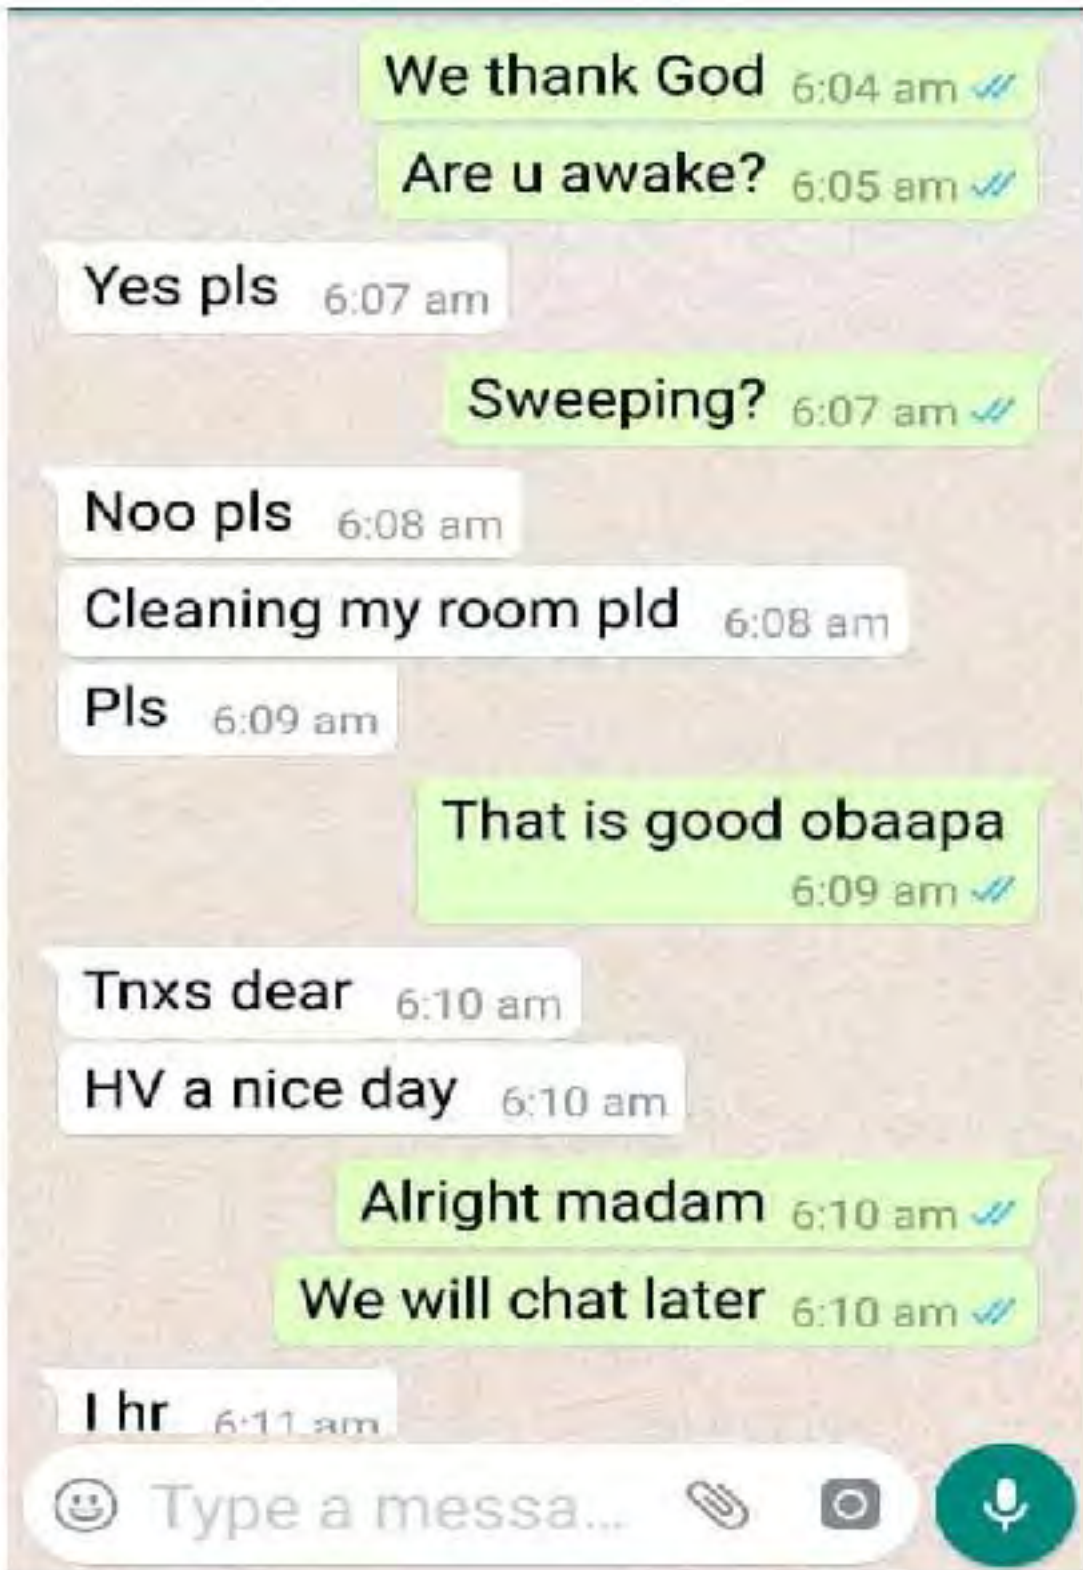 We thank God 6:04 am
Are u awake? 6:05 am
Yes pls 6:07 am
Sweeping? 6:07 am
Noo pls 6:08 am
Cleaning my room pld 6:08 am
Pls 6:09 am
That is good obaapa
6:09 am
Tnxs dear 6:10 am
HV a nice day 6:10 am
Alright madam 6:10 am
We will chat later 6:10 am
I hr 6:11 am
Type a messa...